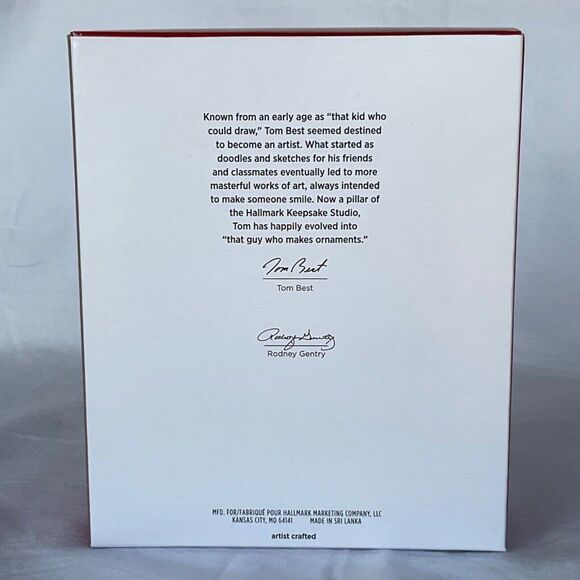 Known from an early age as “that kid who
could draw,” Tom Best seemed destined
to become an artist. What started as
doodles and sketches for his friends
and classmates eventually led to more
masterful works of art, always intended
to make someone smile. Now a pillar of
the Hallmark Keepsake Studio,
Tom has happily evolved into
“that guy who makes ornaments.”
Tom Best
Tom Best
Rodney Gentry
Rodney Gentry
MFD. FOR/FABRIQUÉ POUR HALLMARK MARKETING COMPANY, LLC
KANSAS CITY, MO 64141 MADE IN SRI LANKA
artist crafted